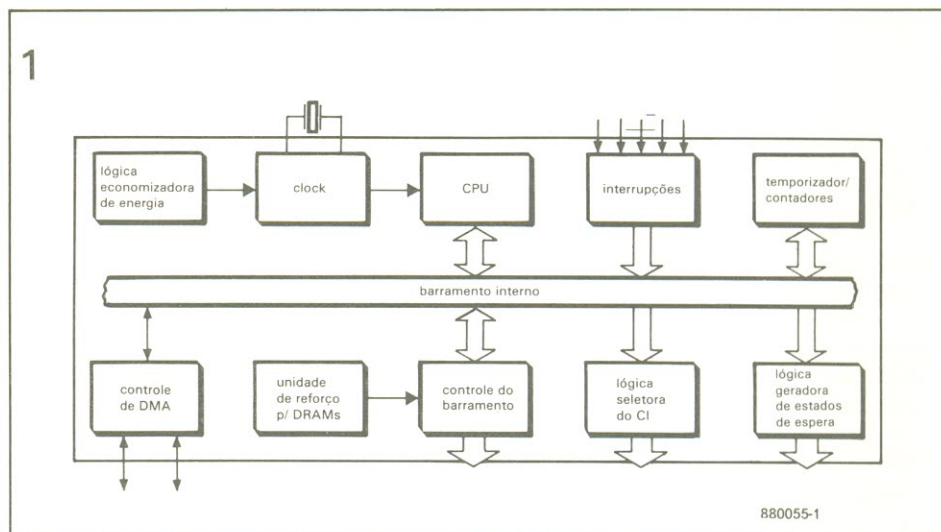 1
lógica
economizadora
de energia
clock
CPU
interrupções
temporizador/
contadores
barramento interno
controle
de DMA
unidade
de reforço
p/ DRAMs
controle do
barramento
lógica
seletora
do CI
lógica
geradora
de estados
de espera
880055-1